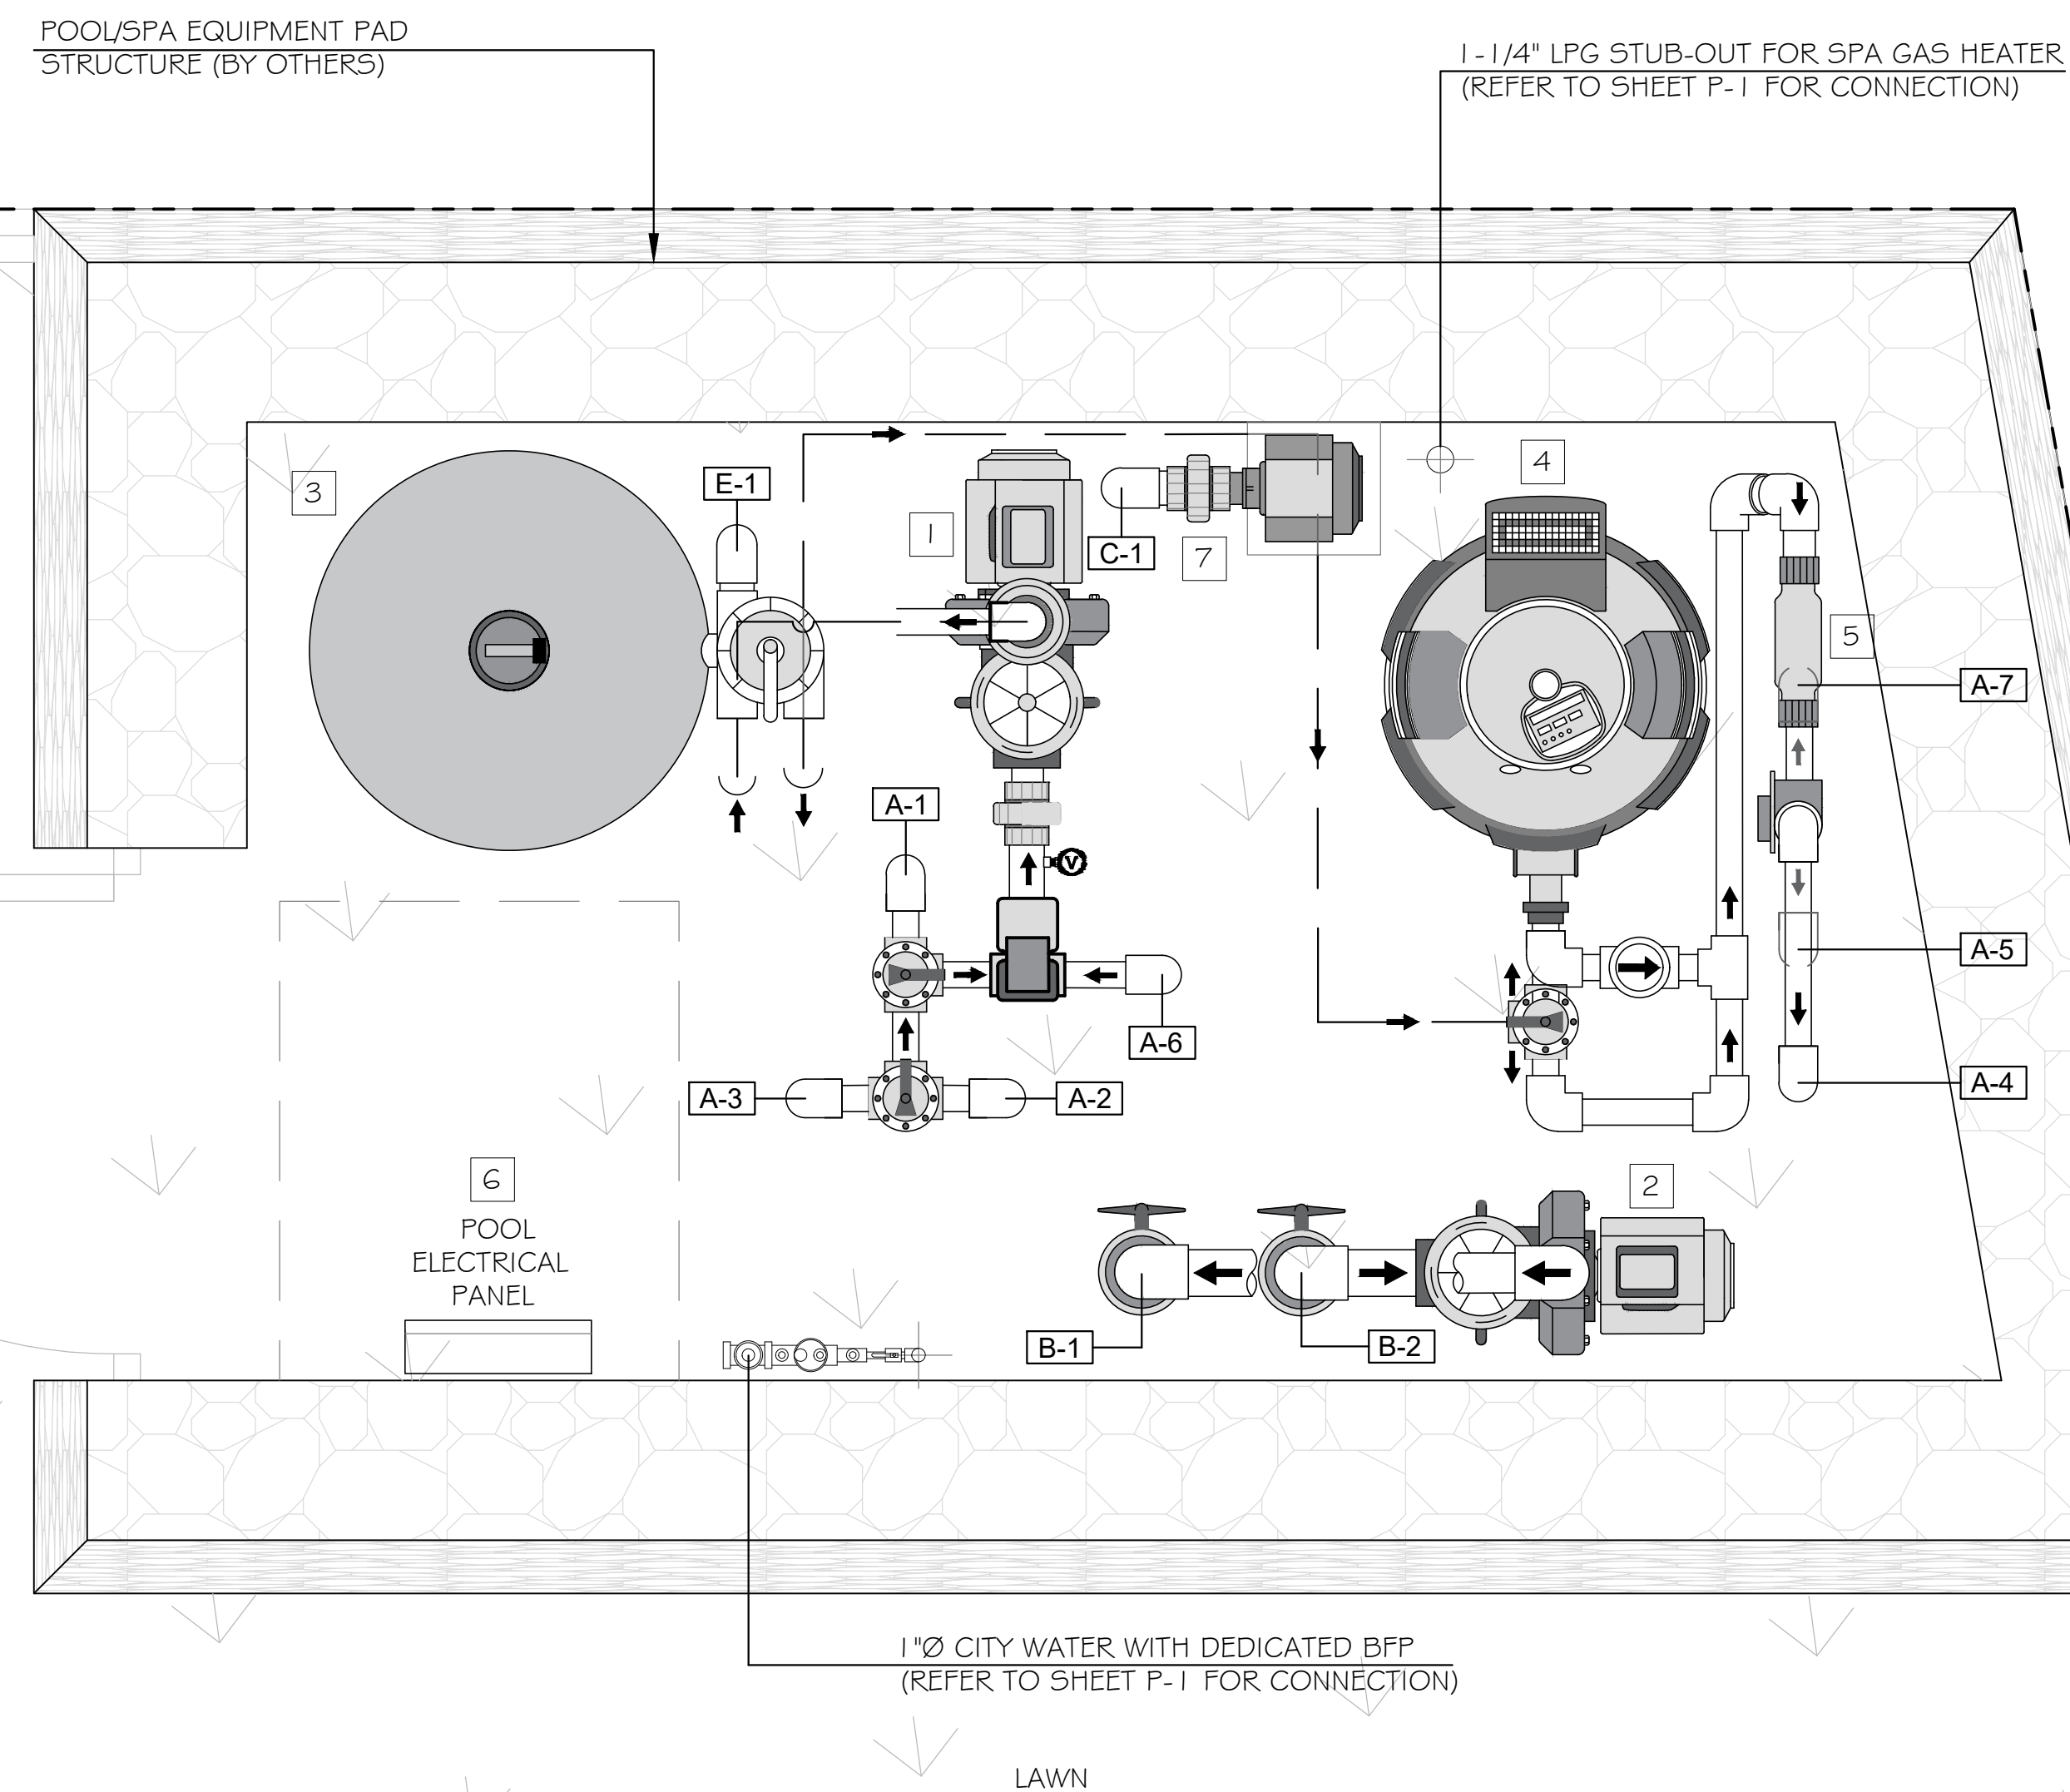 POOL/SPA EQUIPMENT PAD
STRUCTURE (BY OTHERS)
1-1/4" LPG STUB-OUT FOR SPA GAS HEATER
(REFER TO SHEET P-1 FOR CONNECTION)
3
E-1
1
C-1
7
4
5
A-7
A-1
V
A-5
A-6
A-4
A-3
A-2
6
POOL
ELECTRICAL
PANEL
2
B-1
B-2
1"Ø CITY WATER WITH DEDICATED BFP
(REFER TO SHEET P-1 FOR CONNECTION)
LAWN